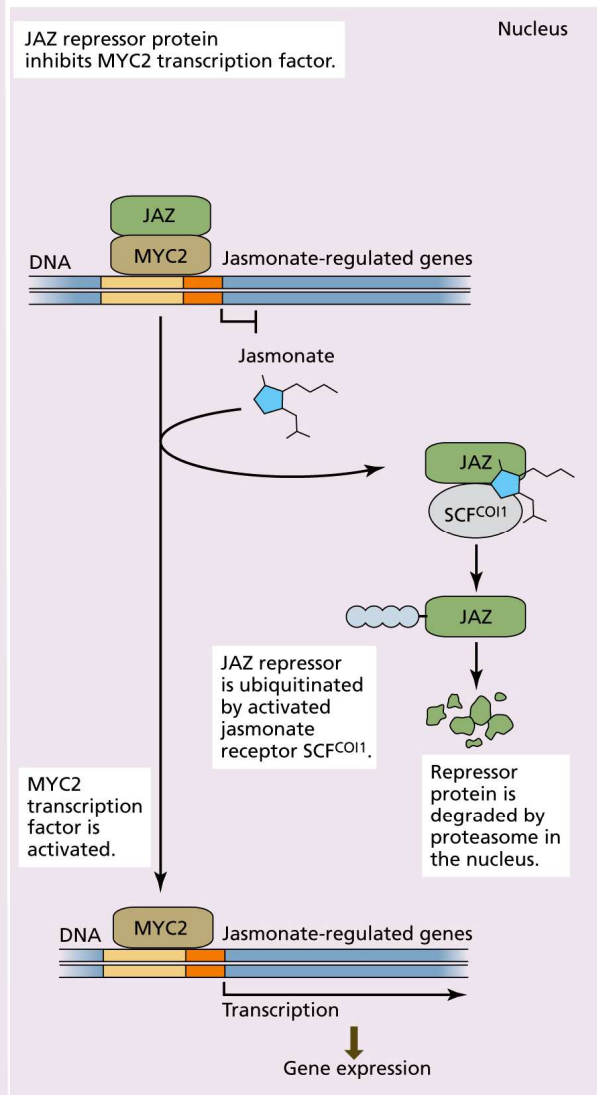 JAZ repressor protein
inhibits MYC2 transcription factor.
Nucleus
JAZ
MYC2
DNA
Jasmonate-regulated genes
Jasmonate
JAZ
SCFCOI1
JAZ
JAZ repressor
is ubiquitinated
by activated
jasmonate
receptor SCFCOI1.
Repressor
protein is
degraded by
proteasome in
the nucleus.
MYC2
transcription
factor is
activated.
MYC2
DNA
Jasmonate-regulated genes
Transcription
Gene expression